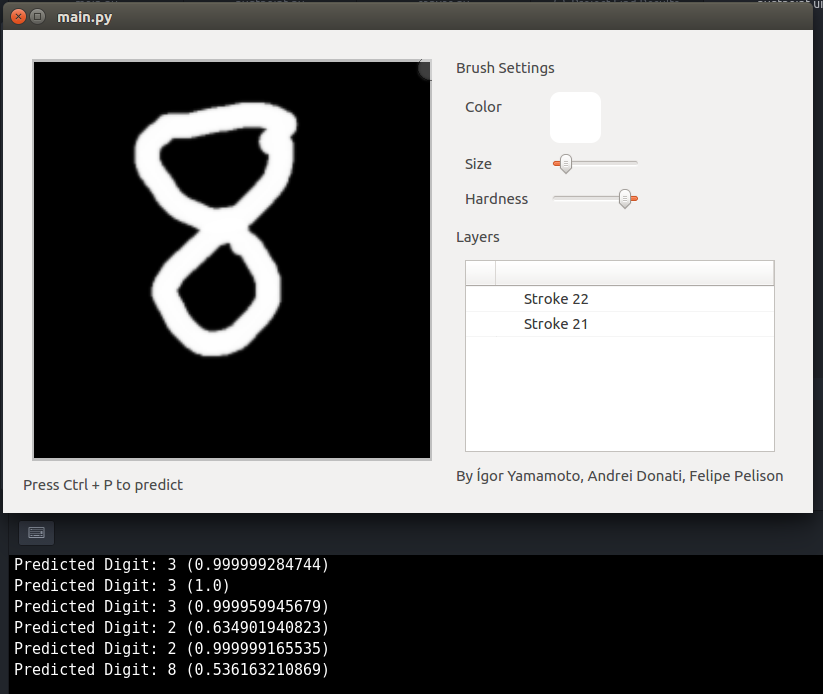 main.py
8
Brush Settings
Color
Size
Hardness
Layers
Stroke 22
Stroke 21
Press Ctrl + P to predict
By Ígor Yamamoto, Andrei Donati, Felipe Pelison
Predicted Digit: 3 (0.999999284744)
Predicted Digit: 3 (1.0)
Predicted Digit: 3 (0.999959945679)
Predicted Digit: 2 (0.634901940823)
Predicted Digit: 2 (0.999999165535)
Predicted Digit: 8 (0.536163210869)